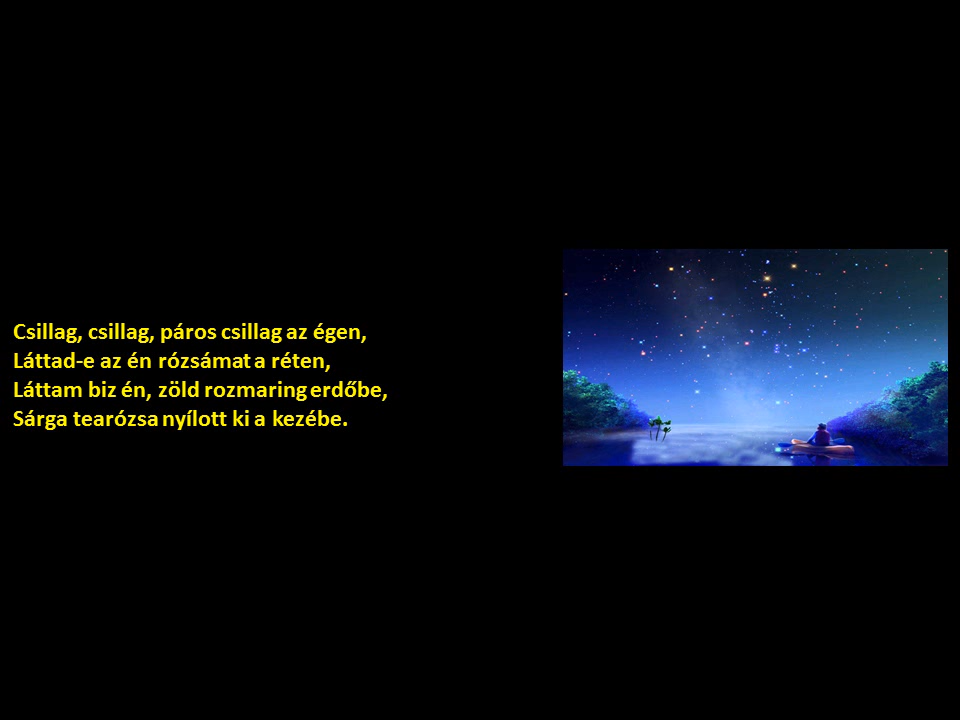 Csillag, csillag, páros csillag az égen,
Láttad-e az én rózsámat a réten,
Láttam biz én, zöld rozmaring erdőbe,
Sárga tearózsa nyílott ki a kezébe.